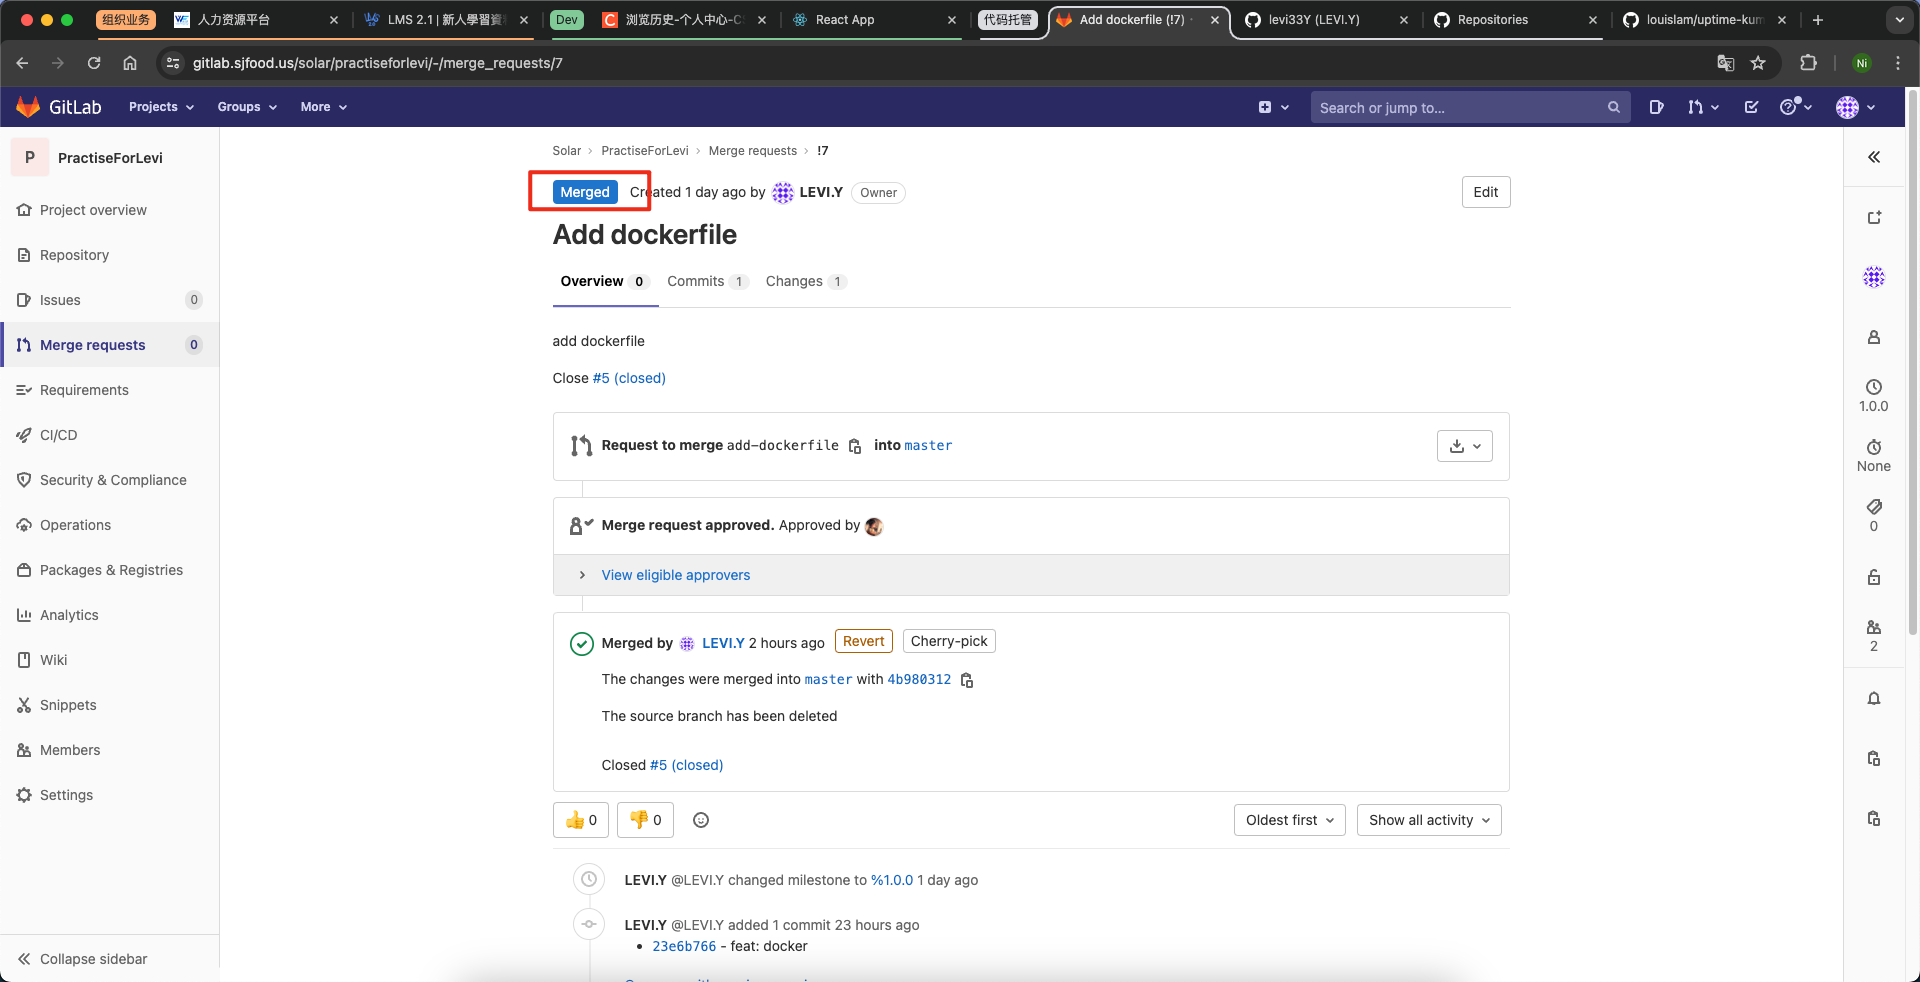 组织业务
人力资源平台
LMS 2.1 | 新人學習資
Dev
浏览历史-个人中心-C
React App
代码托管
Add dockerfile (!7) ·
levi33Y (LEVI.Y)
Repositories
louislam/uptime-kum
gitlab.sjfood.us/solar/practiseforlevi/-/merge_requests/7
Ni
GitLab
Projects
Groups
More
Search or jump to...
P
PractiseForLevi
Project overview
Repository
Issues 0
Merge requests 0
Requirements
CI/CD
Security & Compliance
Operations
Packages & Registries
Analytics
Wiki
Snippets
Members
Settings
Collapse sidebar
Solar › PractiseForLevi › Merge requests › !7
Merged Created 1 day ago by LEVI.Y Owner
Edit
Add dockerfile
Overview 0 Commits 1 Changes 1
add dockerfile
Close #5 (closed)
Request to merge add-dockerfile into master
Merge request approved. Approved by
View eligible approvers
Merged by LEVI.Y 2 hours ago Revert Cherry-pick
The changes were merged into master with 4b980312
The source branch has been deleted
Closed #5 (closed)
👍 0 👎 0
Oldest first
Show all activity
LEVI.Y @LEVI.Y changed milestone to %1.0.0 1 day ago
LEVI.Y @LEVI.Y added 1 commit 23 hours ago
• 23e6b766 - feat: docker
1.0.0
None
0
2